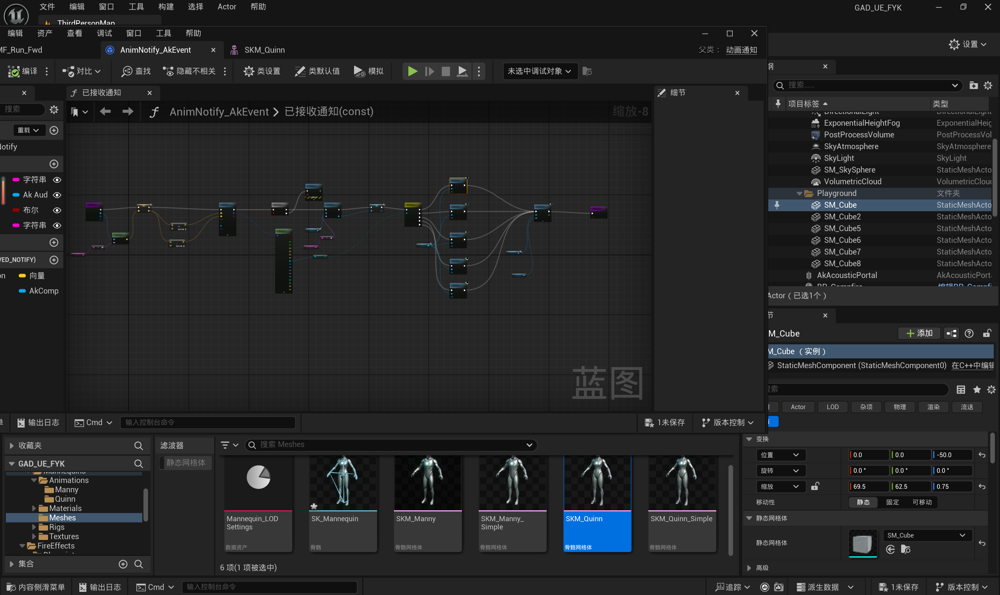 文件 编辑 窗口 工具 构建 选择 Actor 帮助
GAD_UE_FYK
ThirdPersonMap
编辑 资产 查看 调试 窗口 工具 帮助
MF_Run_Fwd
AnimNotify_AkEvent
SKM_Quinn
父类： 动画通知
设置
编译 对比 查找 隐藏不相关 类设置 类默认值 模拟
未选中调试对象
已接收通知
细节
搜索
AnimNotify_AkEvent > 已接收通知(const)
缩放-8
重载
Notify
字符串
Ak Aud
布尔
字符串
VED_NOTIFY)
on 向量
AkComp
蓝图
输出日志
Cmd
输入控制台命令
1未保存
版本控制
纲
搜索......
项目标签 类型
DirectionalLight DirectionalLight
ExponentialHeightFog ExponentialHeig
PostProcessVolume PostProcessVol
SkyAtmosphere SkyAtmosphere
SkyLight SkyLight
SM_SkySphere StaticMeshActo
VolumetricCloud VolumetricClou
Playground 文件夹
SM_Cube StaticMeshActo
SM_Cube2 StaticMeshActo
SM_Cube5 StaticMeshActo
SM_Cube6 StaticMeshActo
SM_Cube7 StaticMeshActo
SM_Cube8 StaticMeshActo
AkAcousticPortal AkAcousticPort
BP_Campfire 编辑BP_Campfi
Actor（已选1个）
节
M_Cube
添加
M_Cube （实例）
StaticMeshComponent (StaticMeshComponent0) 在C++中编辑
搜索
Actor LOD 杂项 物理 渲染 流送
变换
位置 0.0 0.0 -50.0
旋转 0.0 ° 0.0 ° 0.0 °
缩放 69.5 62.5 0.75
移动性 静态 固定 可移动
静态网格体
静态网格体 SM_Cube
高级
收藏夹
GAD_UE_FYK
Mannequins
Animations
Manny
Quinn
Materials
Meshes
Rigs
Textures
FireEffects
集合
滤波器
静态网格体
搜索 Meshes
Mannequin_LOD
Settings
数据资产
SK_Mannequin
骨骼
SKM_Manny
骨骼网格体
SKM_Manny_
Simple
骨骼网格体
SKM_Quinn
骨骼网格体
SKM_Quinn_Simple
骨骼网格体
6 项(1 项被选中)
内容侧滑菜单 输出日志 Cmd 输入控制台命令
追踪 派生数据 1未保存 版本控制